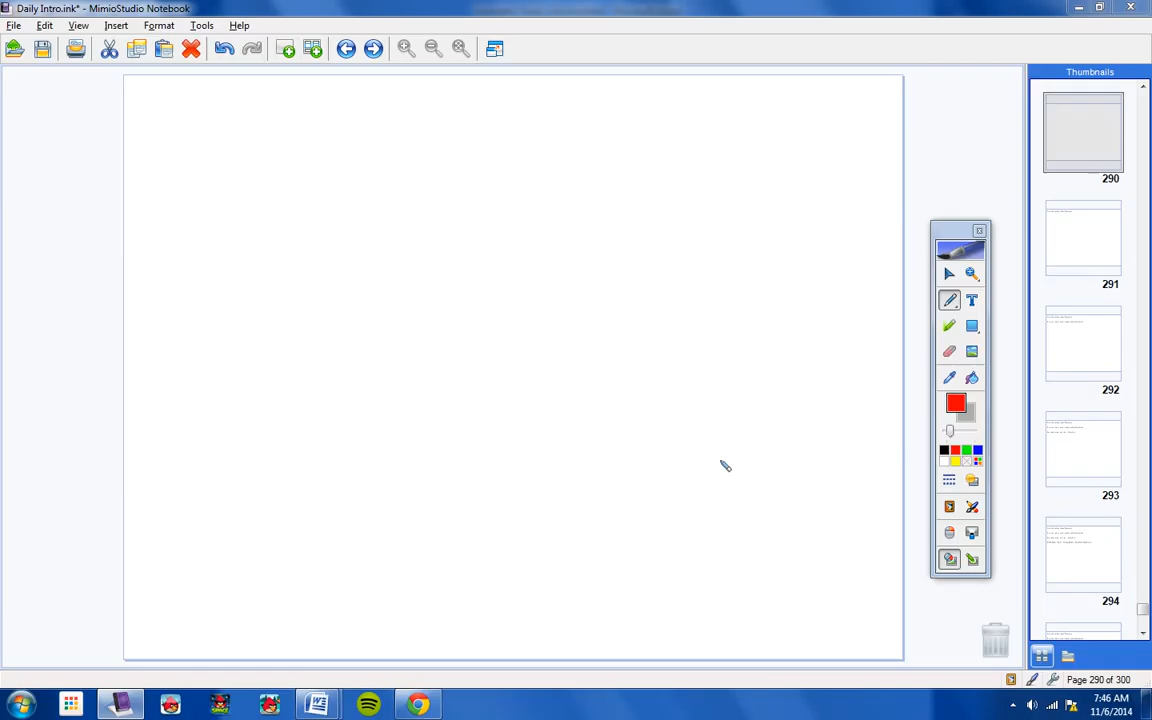 Daily Intro.ink* - MimioStudio Notebook
File Edit View Insert Format Tools Help
Thumbnails
290
291
292
293
294
T
Page 290 of 300
7:46 AM
11/6/2014